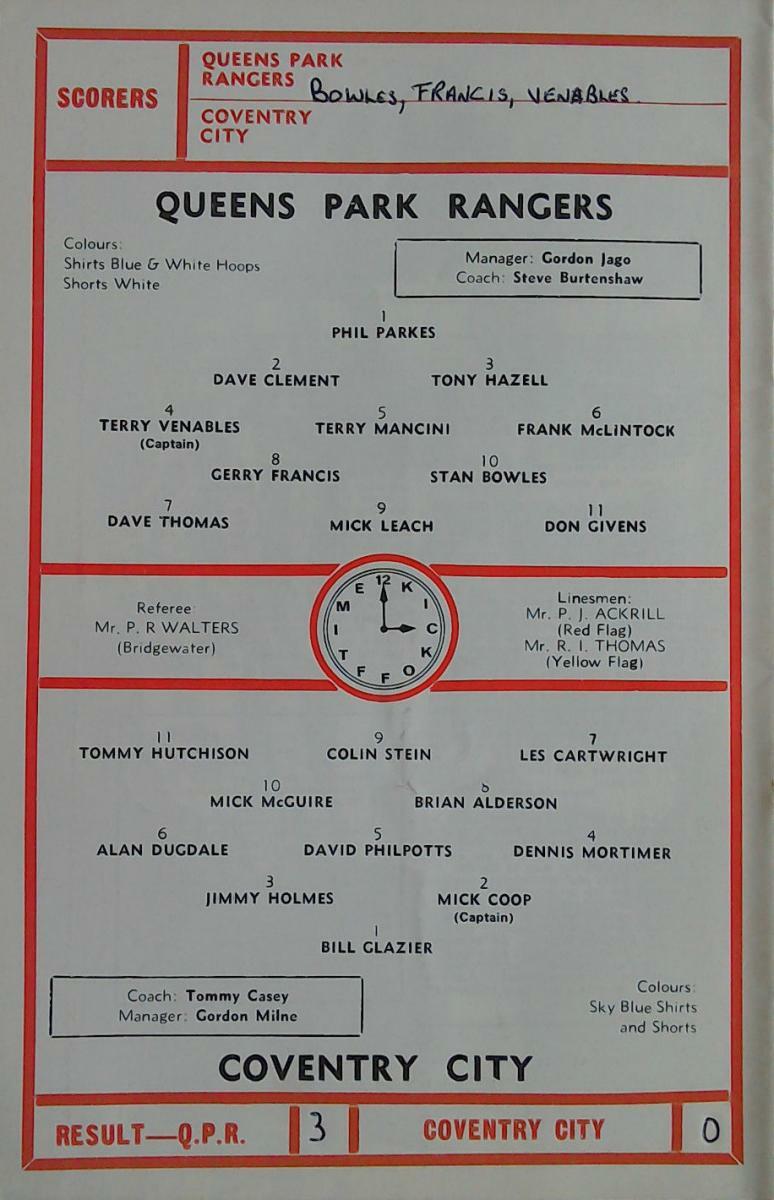 SCORERS
QUEENS PARK
RANGERS BOWLES, FRANCIS, VENABLES.
COVENTRY
CITY
QUEENS PARK RANGERS
Colours:
Shirts Blue & White Hoops
Shorts White
Manager: Gordon Jago
Coach: Steve Burtenshaw
1
PHIL PARKES
2 3
DAVE CLEMENT TONY HAZELL
4 5 6
TERRY VENABLES TERRY MANCINI FRANK McLINTOCK
(Captain)
8 10
GERRY FRANCIS STAN BOWLES
7 9 11
DAVE THOMAS MICK LEACH DON GIVENS
Referee:
Mr. P. R WALTERS
(Bridgewater)
12 KICK OFF TIME
Linesmen:
Mr. P. J. ACKRILL
(Red Flag)
Mr. R. I. THOMAS
(Yellow Flag)
11 9 7
TOMMY HUTCHISON COLIN STEIN LES CARTWRIGHT
10 8
MICK McGUIRE BRIAN ALDERSON
6 5 4
ALAN DUGDALE DAVID PHILPOTTS DENNIS MORTIMER
3 2
JIMMY HOLMES MICK COOP
(Captain)
1
BILL GLAZIER
Coach: Tommy Casey
Manager: Gordon Milne
Colours:
Sky Blue Shirts
and Shorts
COVENTRY CITY
RESULT—Q.P.R. 3 COVENTRY CITY 0